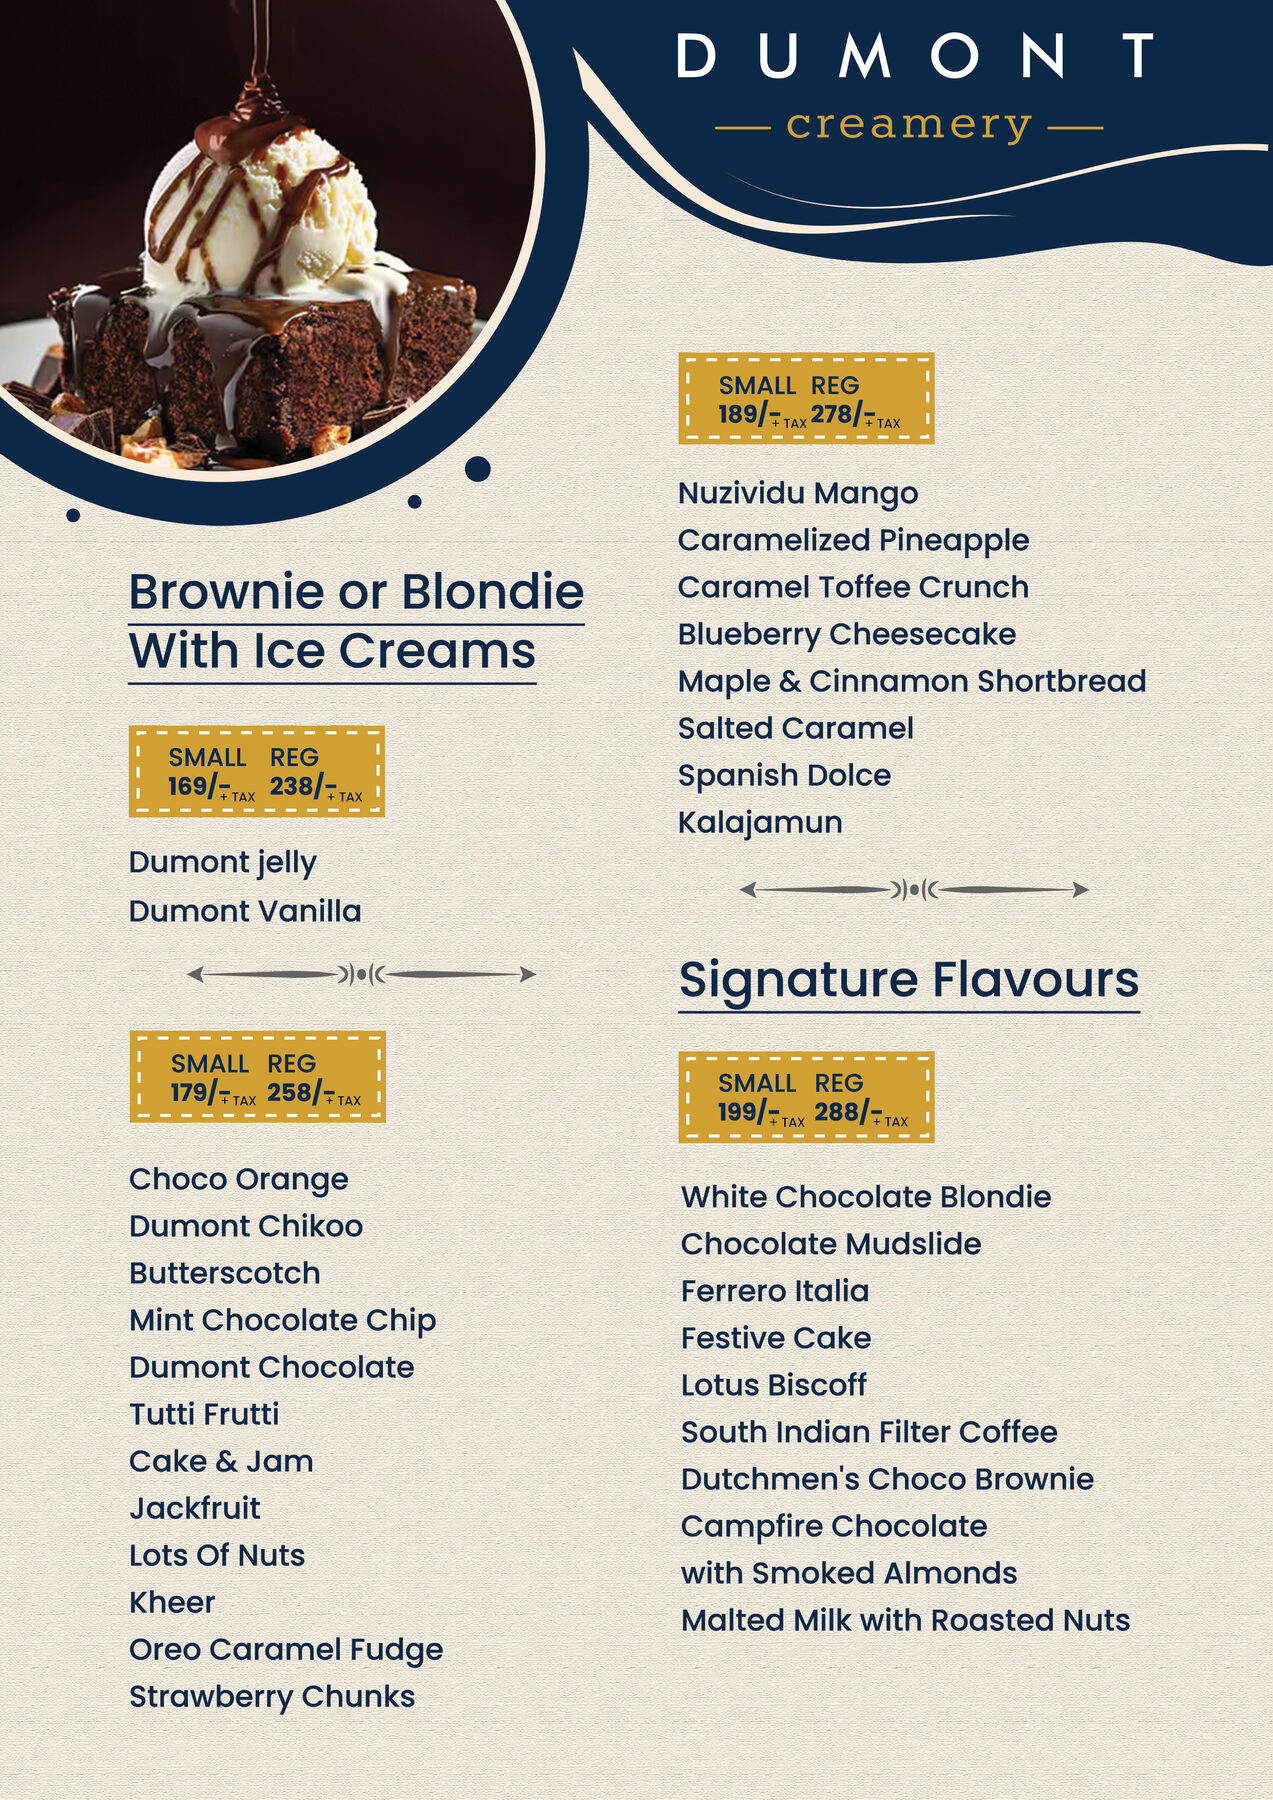 DUMONT
creamery
Brownie or Blondie
With Ice Creams
SMALL REG
169/- + TAX 238/- + TAX
Dumont jelly
Dumont Vanilla
SMALL REG
179/- + TAX 258/- + TAX
Choco Orange
Dumont Chikoo
Butterscotch
Mint Chocolate Chip
Dumont Chocolate
Tutti Frutti
Cake & Jam
Jackfruit
Lots Of Nuts
Kheer
Oreo Caramel Fudge
Strawberry Chunks
SMALL REG
189/- + TAX 278/- + TAX
Nuzividu Mango
Caramelized Pineapple
Caramel Toffee Crunch
Blueberry Cheesecake
Maple & Cinnamon Shortbread
Salted Caramel
Spanish Dolce
Kalajamun
Signature Flavours
SMALL REG
199/- + TAX 288/- + TAX
White Chocolate Blondie
Chocolate Mudslide
Ferrero Italia
Festive Cake
Lotus Biscoff
South Indian Filter Coffee
Dutchmen's Choco Brownie
Campfire Chocolate
with Smoked Almonds
Malted Milk with Roasted Nuts